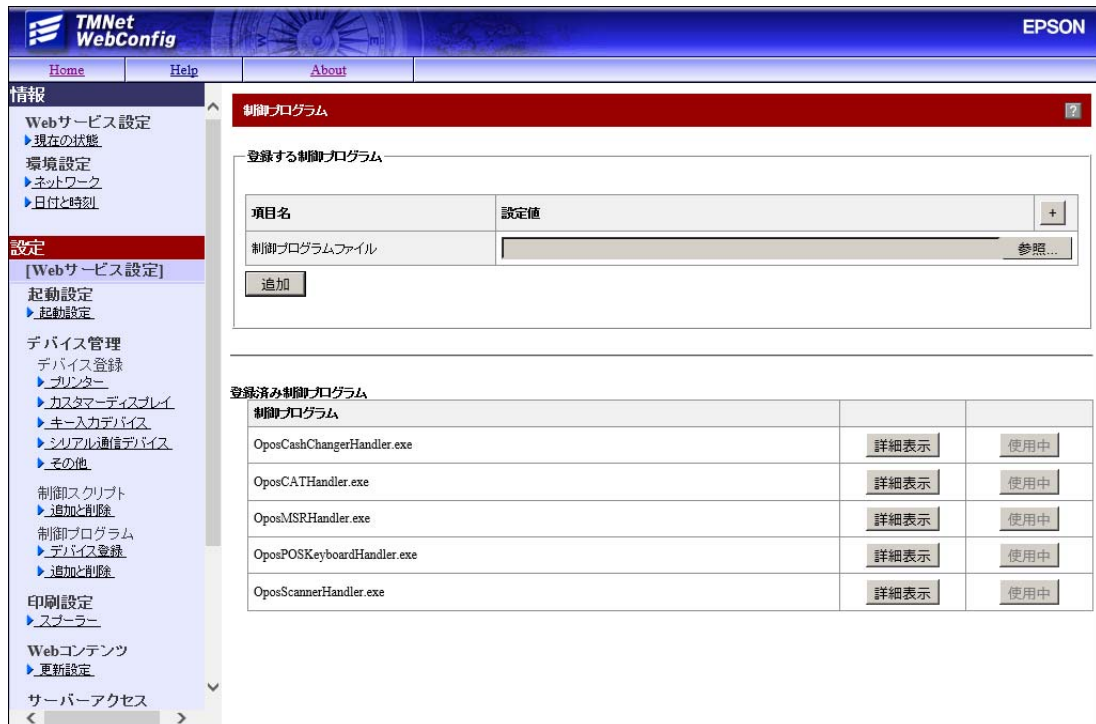 TMNet
WebConfig
EPSON
Home Help About
情報
Webサービス設定
現在の状態
環境設定
ネットワーク
日付と時刻
設定
[Webサービス設定]
起動設定
起動設定
デバイス管理
デバイス登録
プリンター
カスタマーディスプレイ
キー入力デバイス
シリアル通信デバイス
その他
制御スクリプト
追加と削除
制御プログラム
デバイス登録
追加と削除
印刷設定
スプーラー
Webコンテンツ
更新設定
サーバーアクセス
制御プログラム ?
登録する制御プログラム
項目名 設定値 +
制御プログラムファイル 参照...
追加
登録済み制御プログラム
制御プログラム
OposCashChangerHandler.exe 詳細表示 使用中
OposCATHandler.exe 詳細表示 使用中
OposMSRHandler.exe 詳細表示 使用中
OposPOSKeyboardHandler.exe 詳細表示 使用中
OposScannerHandler.exe 詳細表示 使用中